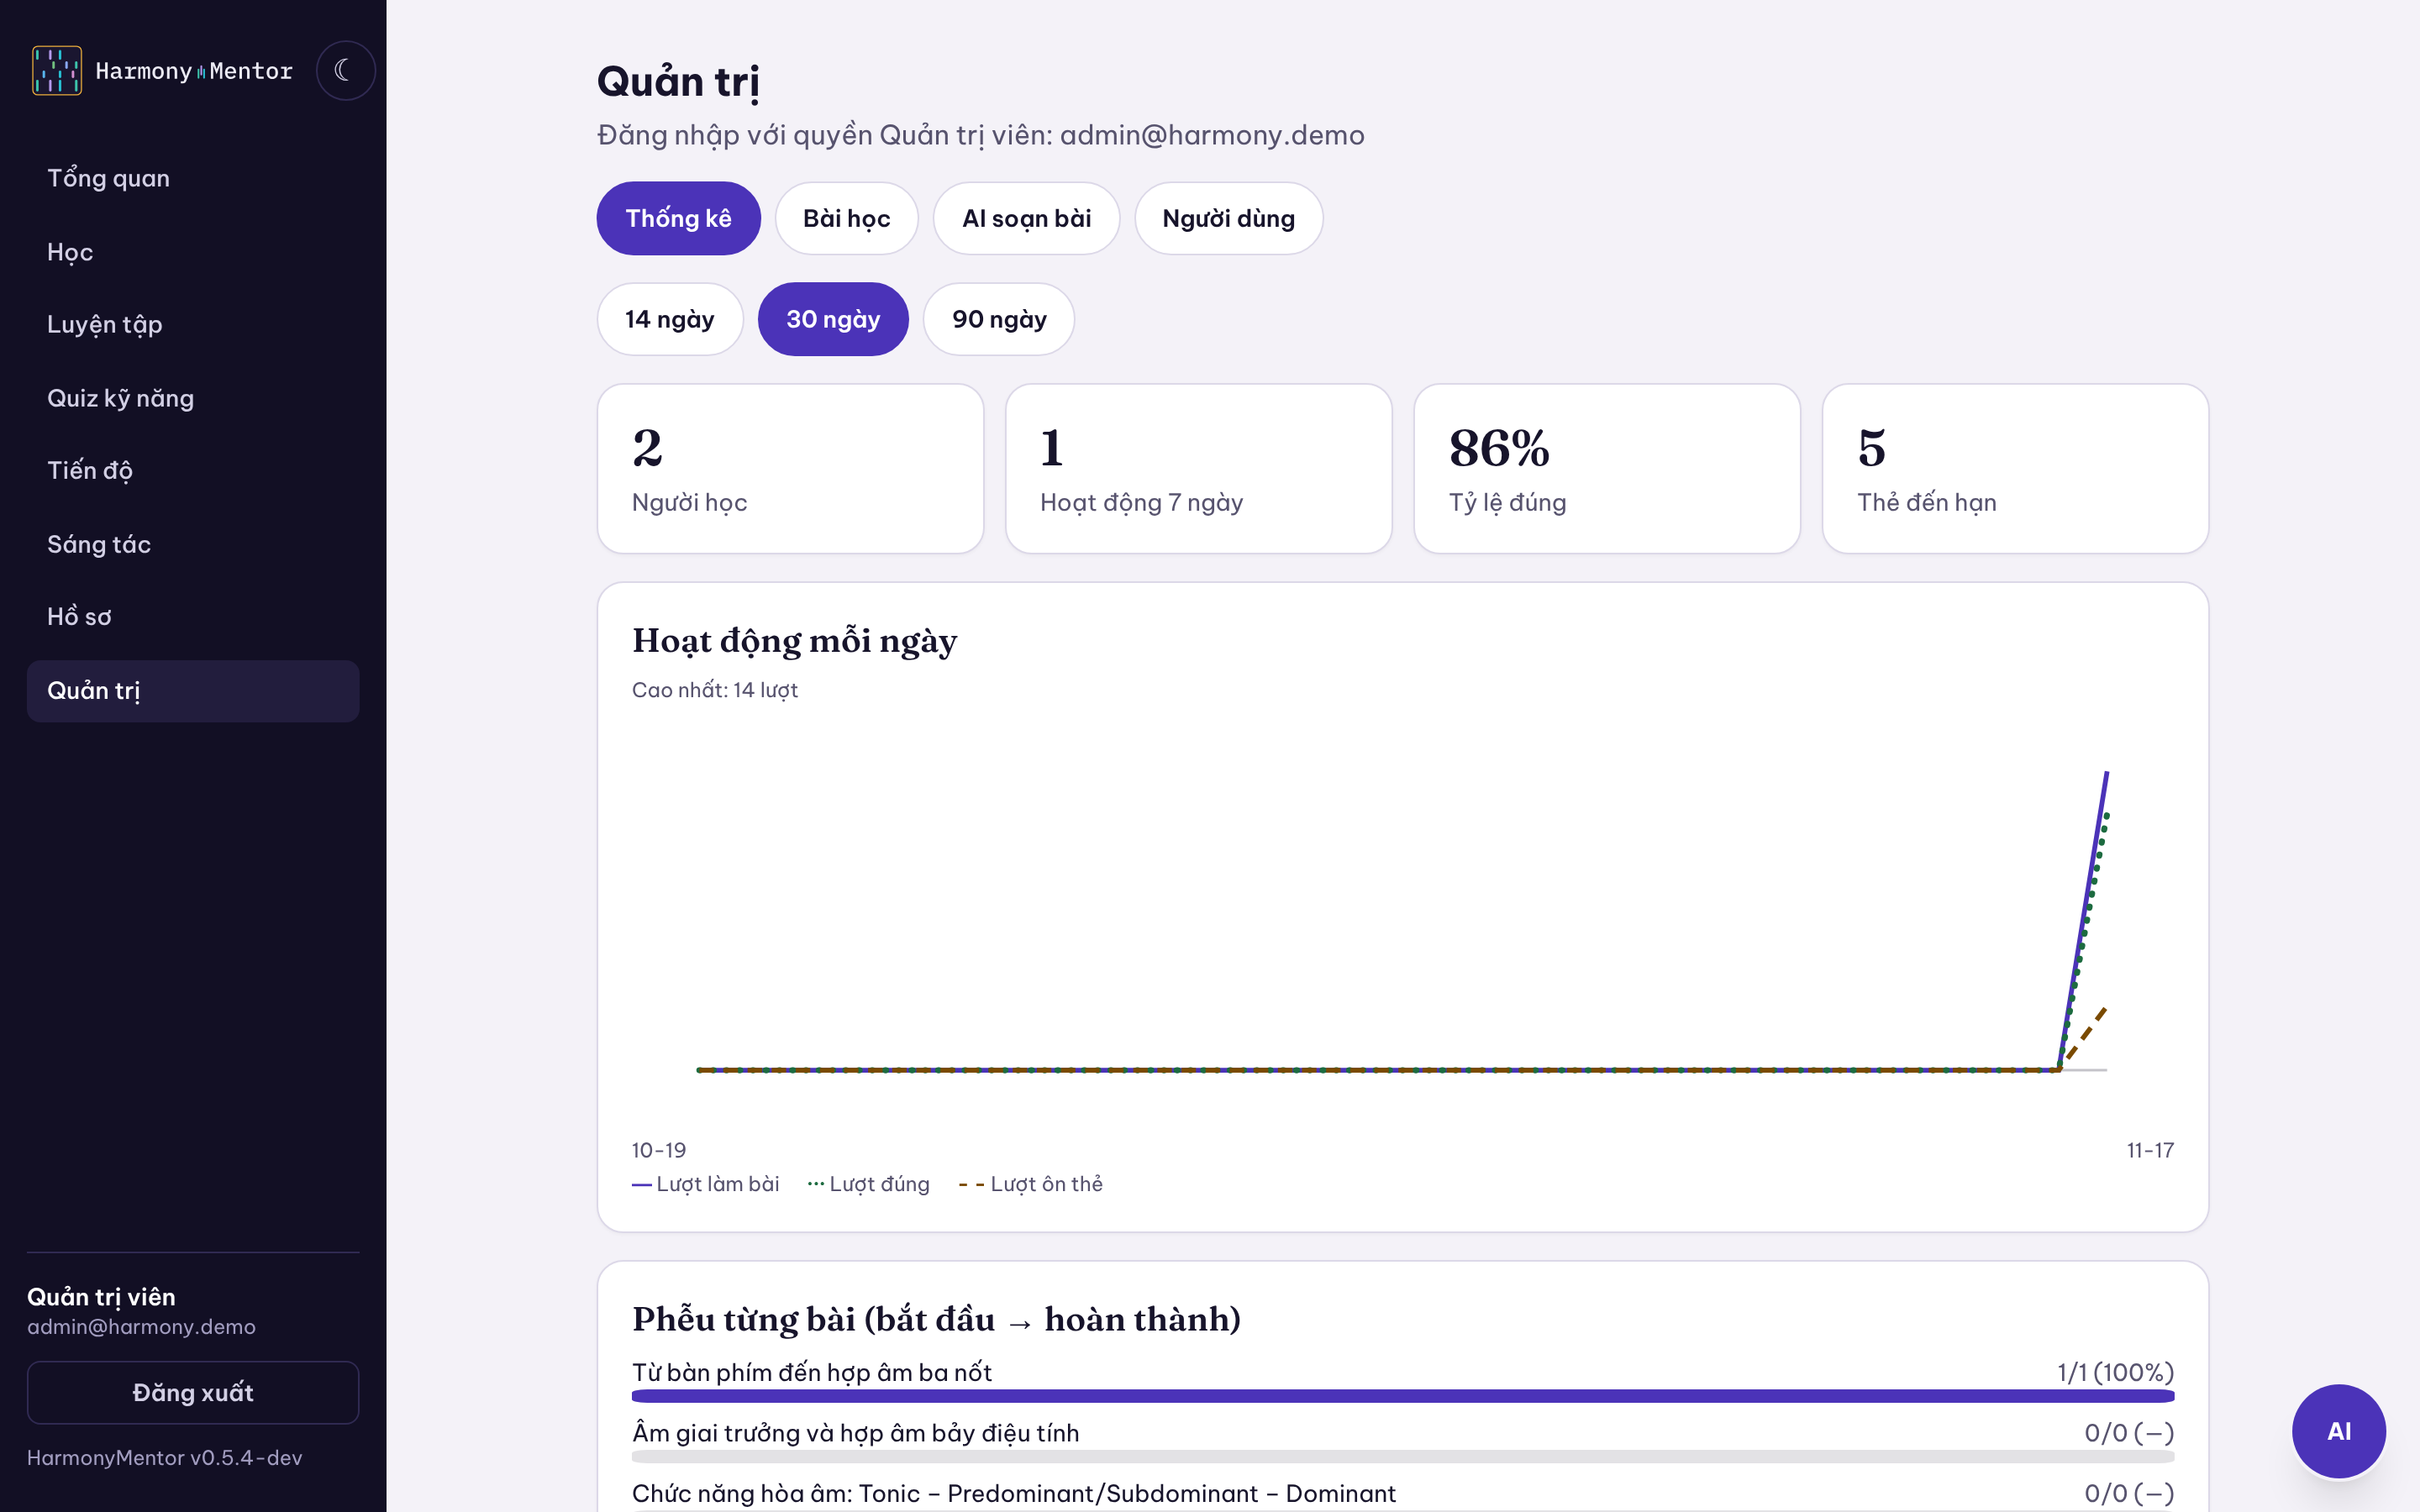 Harmony Mentor
Tổng quan
Học
Luyện tập
Quiz kỹ năng
Tiến độ
Sáng tác
Hồ sơ
Quản trị
Quản trị viên
admin@harmony.demo
Đăng xuất
HarmonyMentor v0.5.4-dev
Quản trị
Đăng nhập với quyền Quản trị viên: admin@harmony.demo
Thống kê Bài học AI soạn bài Người dùng
14 ngày 30 ngày 90 ngày
2
Người học
1
Hoạt động 7 ngày
86%
Tỷ lệ đúng
5
Thẻ đến hạn
Hoạt động mỗi ngày
Cao nhất: 14 lượt
10-19 11-17
Lượt làm bài Lượt đúng Lượt ôn thẻ
Phễu từng bài (bắt đầu → hoàn thành)
Từ bàn phím đến hợp âm ba nốt 1/1 (100%)
Âm giai trưởng và hợp âm bảy điệu tính 0/0 (—)
Chức năng hòa âm: Tonic – Predominant/Subdominant – Dominant 0/0 (—)
AI